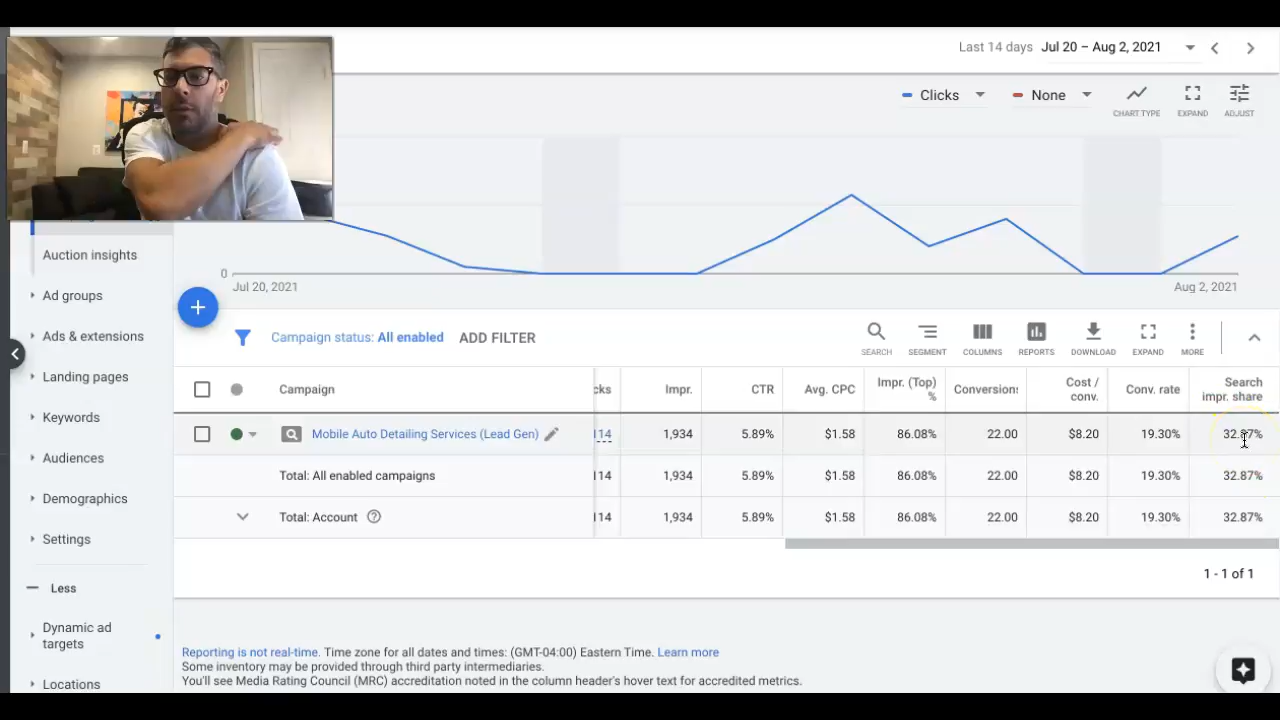 Last 14 days Jul 20 – Aug 2, 2021
Clicks None CHART TYPE EXPAND ADJUST
0
Jul 20, 2021 Aug 2, 2021
Campaign status: All enabled ADD FILTER
SEARCH SEGMENT COLUMNS REPORTS DOWNLOAD EXPAND MORE
Campaign cks Impr. CTR Avg. CPC Impr. (Top) % Conversions Cost / conv. Conv. rate Search impr. share
Mobile Auto Detailing Services (Lead Gen) 114 1,934 5.89% $1.58 86.08% 22.00 $8.20 19.30% 32.87%
Total: All enabled campaigns 114 1,934 5.89% $1.58 86.08% 22.00 $8.20 19.30% 32.87%
Total: Account 114 1,934 5.89% $1.58 86.08% 22.00 $8.20 19.30% 32.87%
1 - 1 of 1
Auction insights
Ad groups
Ads & extensions
Landing pages
Keywords
Audiences
Demographics
Settings
Less
Dynamic ad
targets
Locations
Reporting is not real-time. Time zone for all dates and times: (GMT-04:00) Eastern Time. Learn more
Some inventory may be provided through third party intermediaries.
You'll see Media Rating Council (MRC) accreditation noted in the column header's hover text for accredited metrics.